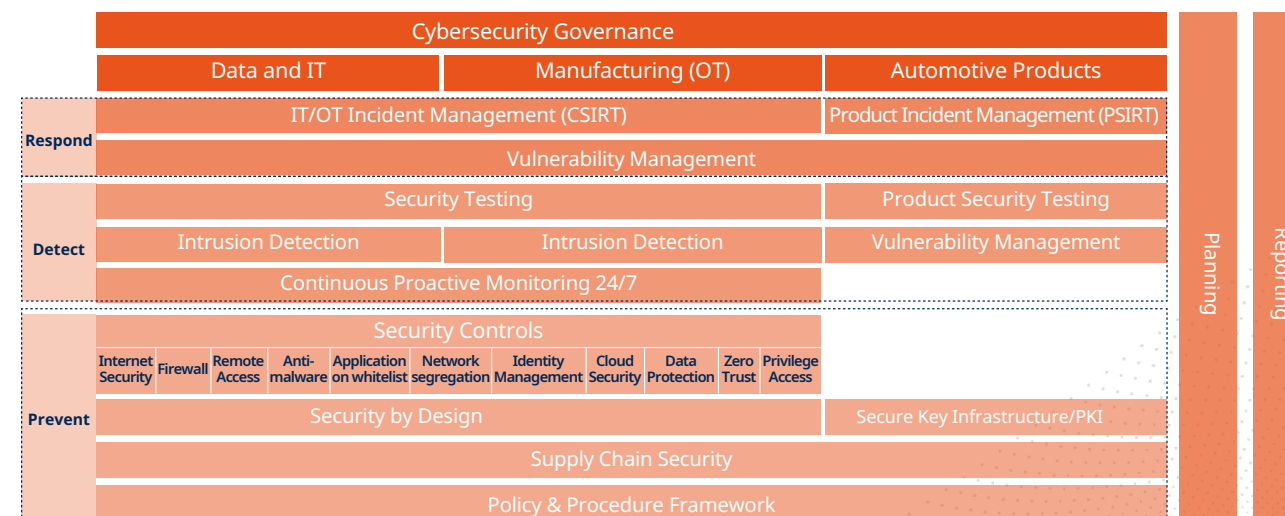 Cybersecurity Governance
Data and IT
Manufacturing (OT)
Automotive Products
Respond
IT/OT Incident Management (CSIRT)
Product Incident Management (PSIRT)
Vulnerability Management
Detect
Security Testing
Product Security Testing
Intrusion Detection
Intrusion Detection
Vulnerability Management
Continuous Proactive Monitoring 24/7
Prevent
Security Controls
Internet
Security
Firewall
Remote
Access
Anti-
malware
Application
on whitelist
Network
segregation
Identity
Management
Cloud
Security
Data
Protection
Zero
Trust
Privilege
Access
Security by Design
Secure Key Infrastructure/PKI
Supply Chain Security
Policy & Procedure Framework
Planning
Reporting